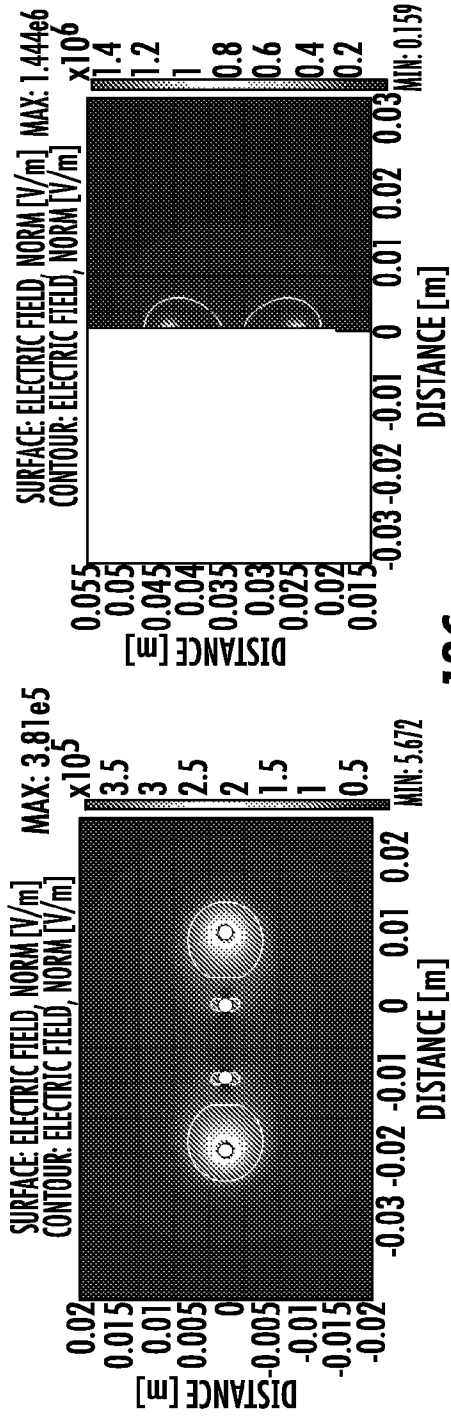 SURFACE: ELECTRIC FIELD, NORM [V/m]
CONTOUR: ELECTRIC FIELD, NORM [V/m]
MAX: 3.81e5
x10^5
3.5
3
2.5
2
1.5
1
0.5
MIN: 5.672
0.02
0.015
0.01
0.005
0
-0.005
-0.01
-0.015
-0.02
DISTANCE [m]
-0.03 -0.02 -0.01 0 0.01 0.02
DISTANCE [m]
SURFACE: ELECTRIC FIELD, NORM [V/m]
CONTOUR: ELECTRIC FIELD, NORM [V/m]
MAX: 1.444e6
x10^6
1.4
1.2
1
0.8
0.6
0.4
0.2
MIN: 0.159
0.055
0.05
0.045
0.04
0.035
0.03
0.025
0.02
0.015
DISTANCE [m]
-0.03 -0.02 -0.01 0 0.01 0.02 0.03
DISTANCE [m]